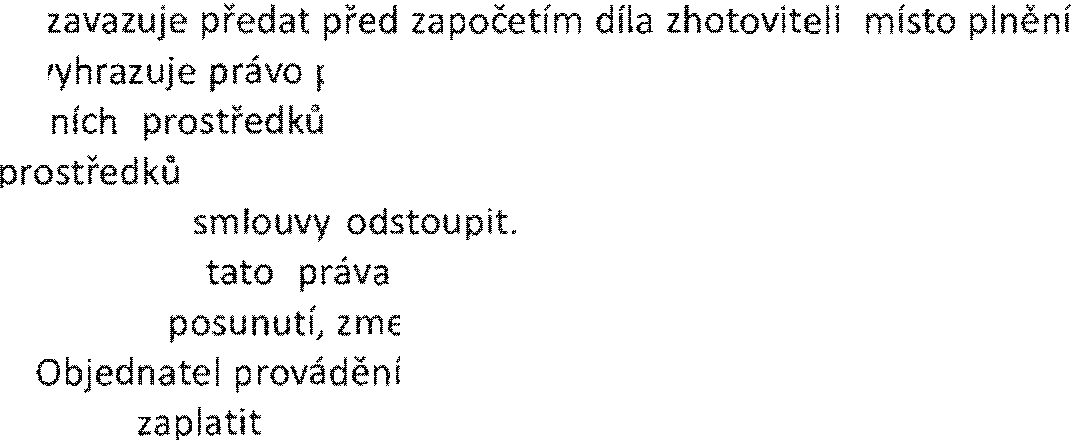 zavazuje předat před započetím díla zhotoviteli místo plnění
vyhrazuje právo
ních prostředků
prostředků
smlouvy odstoupit.
tato práva
posunutí,
Objednatel provádění
zaplatit